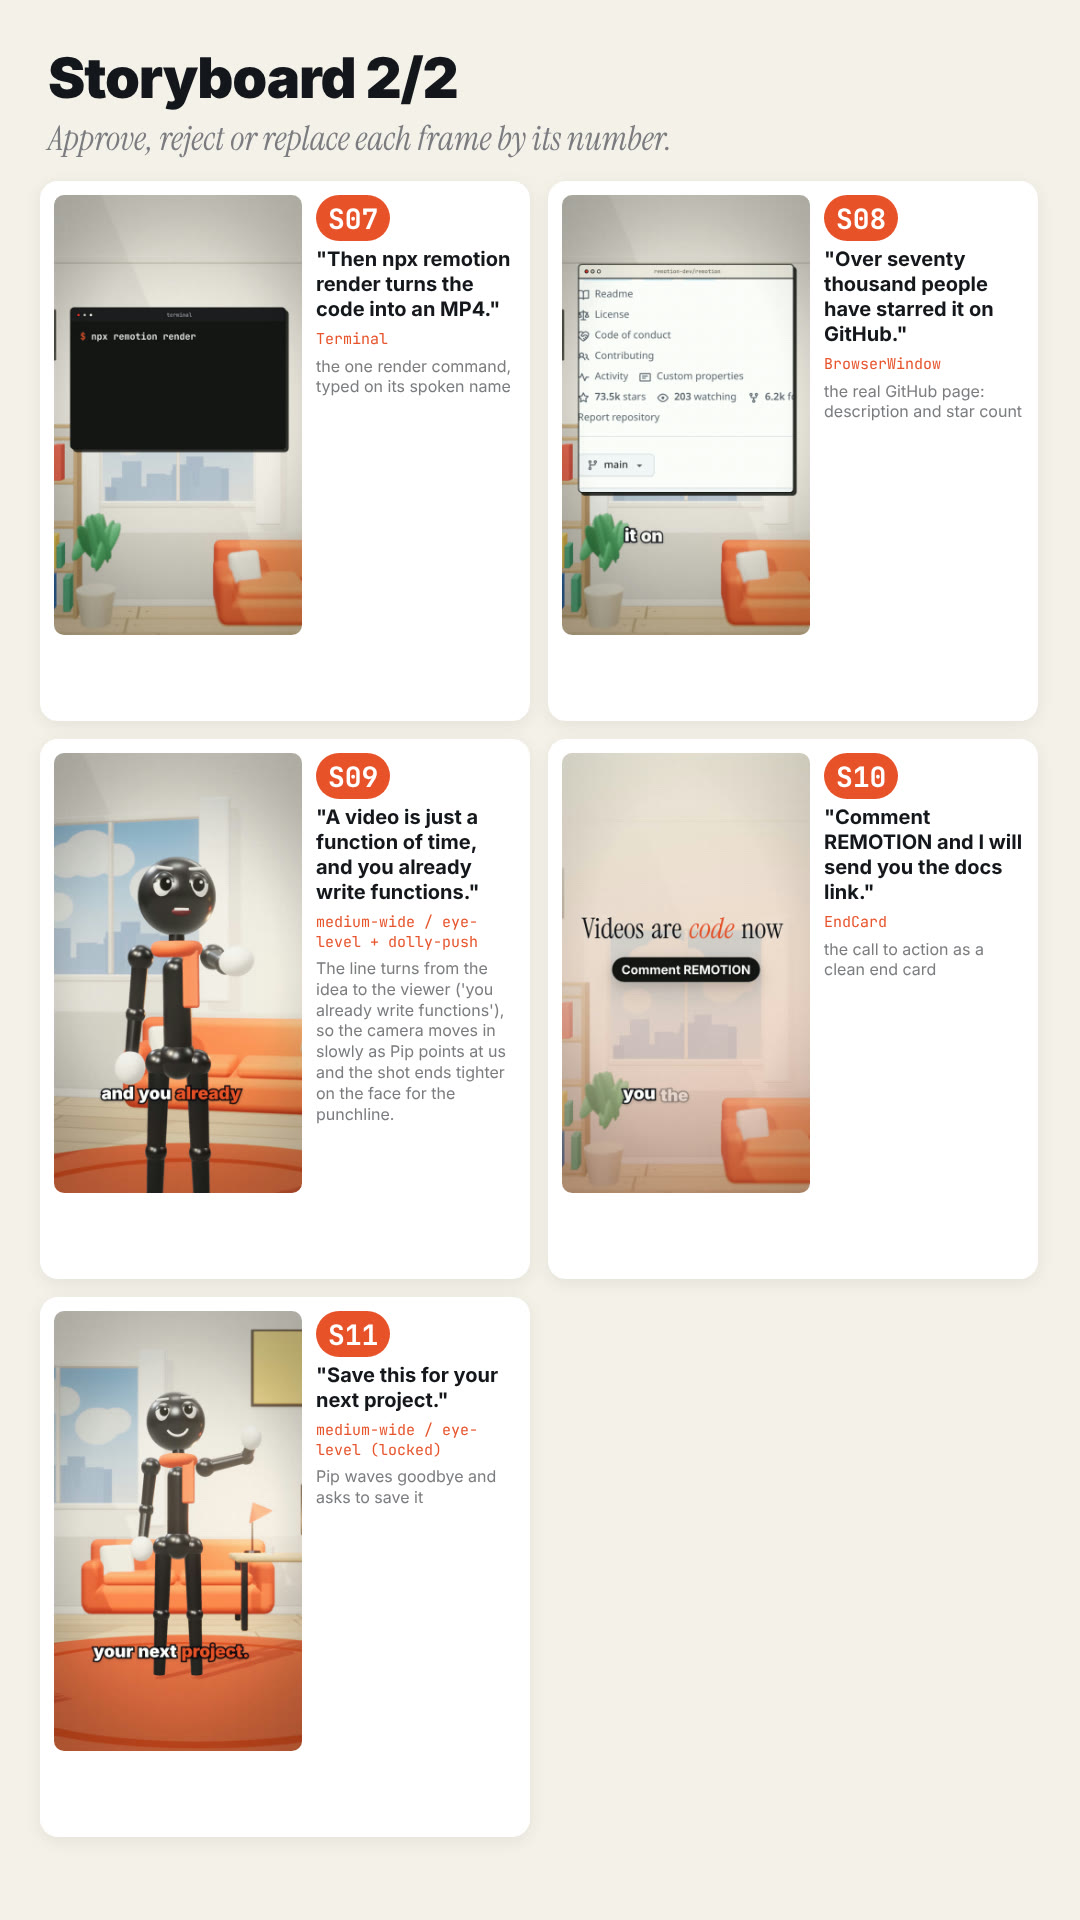 Storyboard 2/2
Approve, reject or replace each frame by its number.
terminal
$ npx remotion render
S07
"Then npx remotion
render turns the
code into an MP4."
Terminal
the one render command,
typed on its spoken name
remotion-dev/remotion
Readme
License
Code of conduct
Contributing
Activity Custom properties
73.5k stars 203 watching 6.2k fo
Report repository
main
it on
S08
"Over seventy
thousand people
have starred it on
GitHub."
BrowserWindow
the real GitHub page:
description and star count
and you already
S09
"A video is just a
function of time,
and you already
write functions."
medium-wide / eye-
level + dolly-push
The line turns from the
idea to the viewer ('you
already write functions'),
so the camera moves in
slowly as Pip points at us
and the shot ends tighter
on the face for the
punchline.
Videos are code now
Comment REMOTION
you the
S10
"Comment
REMOTION and I will
send you the docs
link."
EndCard
the call to action as a
clean end card
your next project.
S11
"Save this for your
next project."
medium-wide / eye-
level (locked)
Pip waves goodbye and
asks to save it